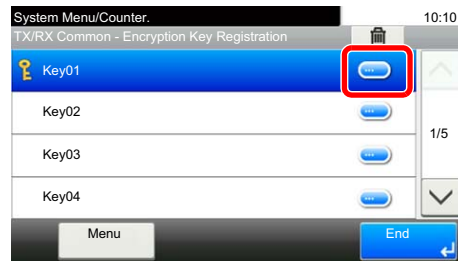 System Menu/Counter.
10:10
TX/RX Common - Encryption Key Registration
Key01
Key02
1/5
Key03
Key04
Menu
End